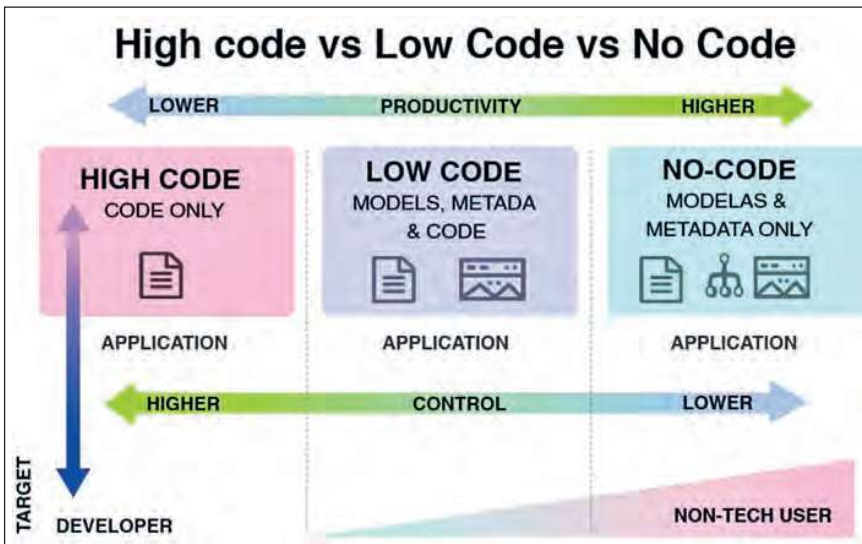 High code vs Low Code vs No Code
LOWER PRODUCTIVITY HIGHER
HIGH CODE
CODE ONLY
LOW CODE
MODELS, METADA
& CODE
NO-CODE
MODELAS &
METADATA ONLY
APPLICATION APPLICATION APPLICATION
HIGHER CONTROL LOWER
TARGET
DEVELOPER
NON-TECH USER